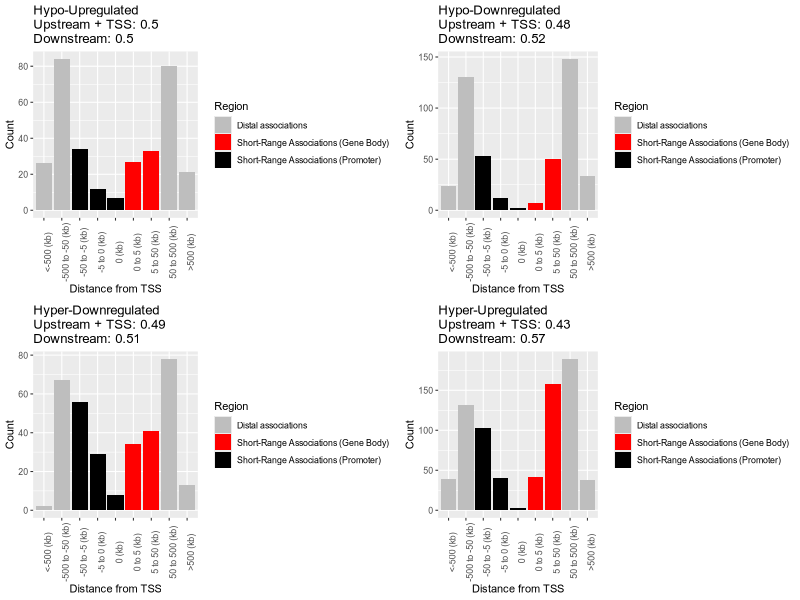 Hypo-Upregulated
Upstream + TSS: 0.5
Downstream: 0.5
80
60
40
20
0
Count
<-500 (kb)
-500 to -50 (kb)
-50 to -5 (kb)
-5 to 0 (kb)
0 (kb)
0 to 5 (kb)
5 to 50 (kb)
50 to 500 (kb)
>500 (kb)
Distance from TSS
Region
Distal associations
Short-Range Associations (Gene Body)
Short-Range Associations (Promoter)
Hypo-Downregulated
Upstream + TSS: 0.48
Downstream: 0.52
150
100
50
0
Count
<-500 (kb)
-500 to -50 (kb)
-50 to -5 (kb)
-5 to 0 (kb)
0 (kb)
0 to 5 (kb)
5 to 50 (kb)
50 to 500 (kb)
>500 (kb)
Distance from TSS
Region
Distal associations
Short-Range Associations (Gene Body)
Short-Range Associations (Promoter)
Hyper-Downregulated
Upstream + TSS: 0.49
Downstream: 0.51
80
60
40
20
0
Count
<-500 (kb)
-500 to -50 (kb)
-50 to -5 (kb)
-5 to 0 (kb)
0 (kb)
0 to 5 (kb)
5 to 50 (kb)
50 to 500 (kb)
>500 (kb)
Distance from TSS
Region
Distal associations
Short-Range Associations (Gene Body)
Short-Range Associations (Promoter)
Hyper-Upregulated
Upstream + TSS: 0.43
Downstream: 0.57
150
100
50
0
Count
<-500 (kb)
-500 to -50 (kb)
-50 to -5 (kb)
-5 to 0 (kb)
0 (kb)
0 to 5 (kb)
5 to 50 (kb)
50 to 500 (kb)
>500 (kb)
Distance from TSS
Region
Distal associations
Short-Range Associations (Gene Body)
Short-Range Associations (Promoter)